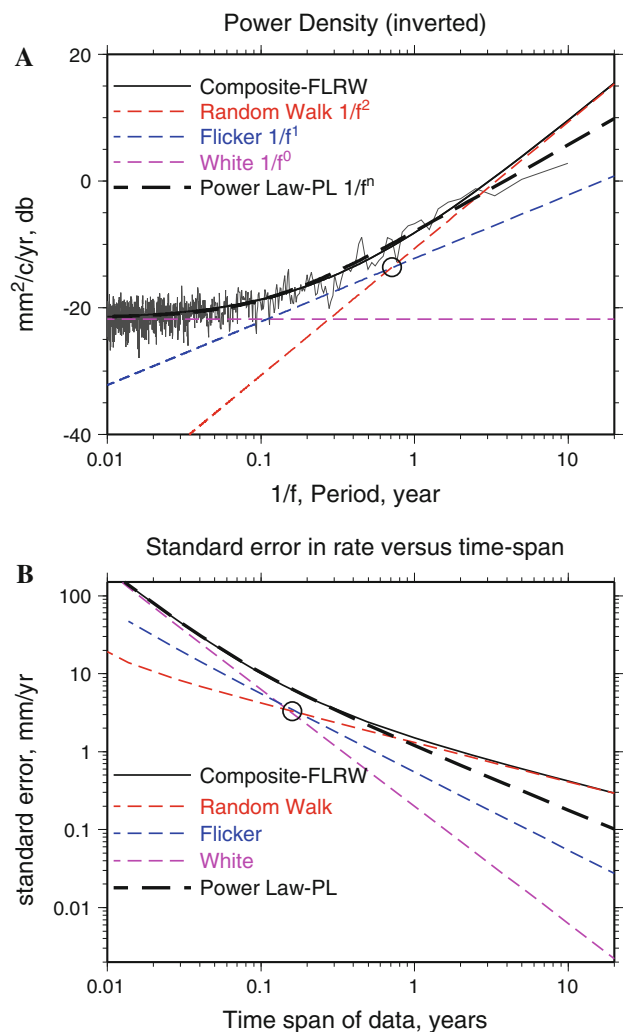 Power Density (inverted)
A
20
10
0
-10
-20
-40
mm²/c/yr, db
Composite-FLRW
Random Walk 1/f²
Flicker 1/f¹
White 1/f⁰
Power Law-PL 1/fⁿ
0.01 0.1 1 10
1/f, Period, year
Standard error in rate versus time-span
B
100
10
1
0.1
0.01
standard error, mm/yr
Composite-FLRW
Random Walk
Flicker
White
Power Law-PL
0.01 0.1 1 10
Time span of data, years